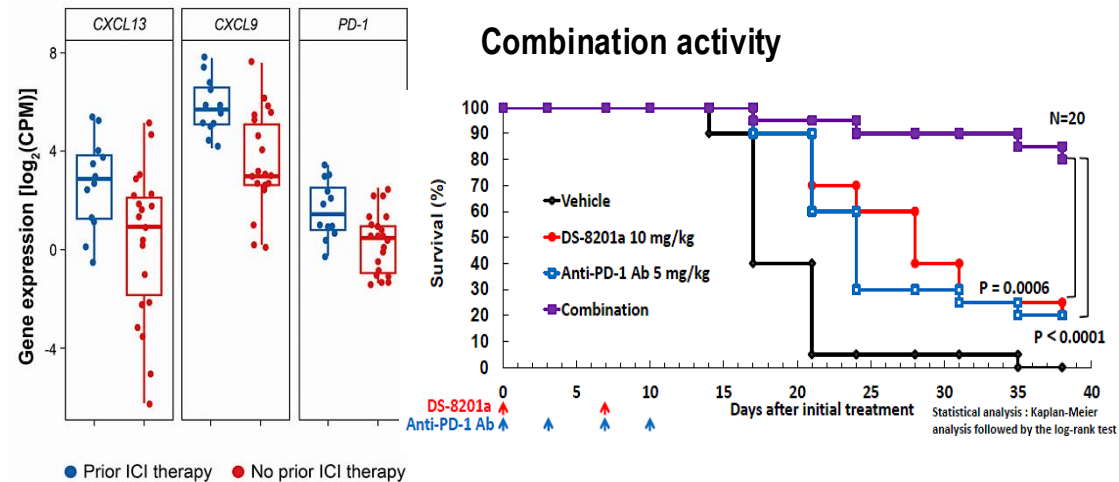 CXCL13 CXCL9 PD-1
Gene expression [log2(CPM)]
8
4
0
-4
Prior ICI therapy No prior ICI therapy
Combination activity
Survival (%)
100
90
80
70
60
50
40
30
20
10
0
N=20
Vehicle
DS-8201a 10 mg/kg
Anti-PD-1 Ab 5 mg/kg
Combination
P = 0.0006
P < 0.0001
0 5 10 15 20 25 30 35 40
DS-8201a
Anti-PD-1 Ab
Days after initial treatment
Statistical analysis : Kaplan-Meier
analysis followed by the log-rank test